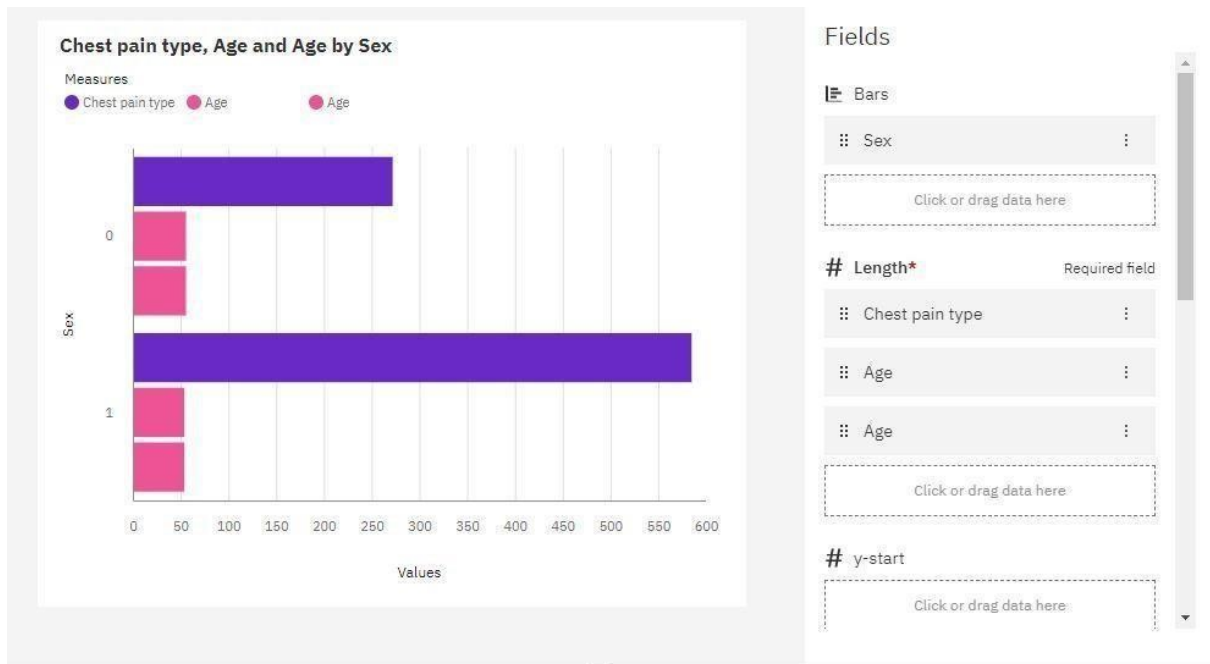 Chest pain type, Age and Age by Sex
Measures
Chest pain type Age Age
0
1
Sex
0 50 100 150 200 250 300 350 400 450 500 550 600
Values
Fields
Bars
Sex
Click or drag data here
# Length* Required field
Chest pain type
Age
Age
Click or drag data here
# y-start
Click or drag data here